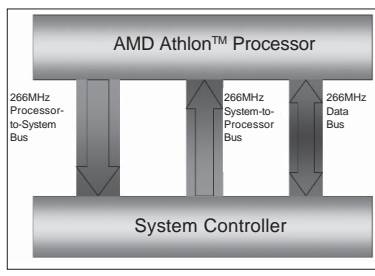 AMD Athlon™ Processor
266MHz
Processor-
to-System
Bus
266MHz
System-to-
Processor
Bus
266MHz
Data
Bus
System Controller